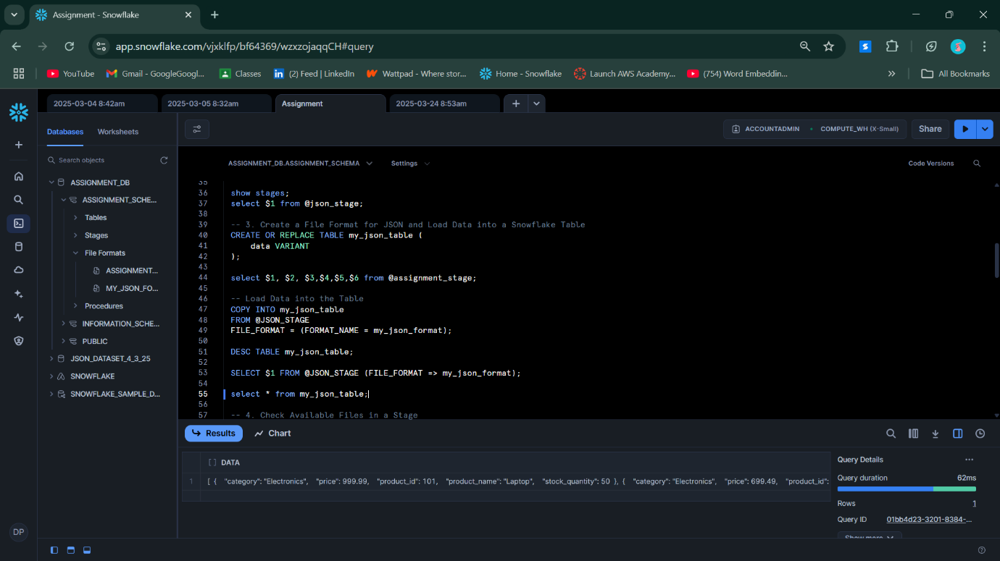 Assignment - Snowflake
app.snowflake.com/vjxklfp/bf64369/wzxzojaqqCH#query
YouTube
Gmail - GoogleGoogl...
Classes
(2) Feed | LinkedIn
Wattpad - Where stor...
Home - Snowflake
Launch AWS Academy...
(754) Word Embeddin...
All Bookmarks
2025-03-04 8:42am
2025-03-05 8:32am
Assignment
2025-03-24 8:53am
Databases
Worksheets
ACCOUNTADMIN
COMPUTE_WH (X-Small)
Share
Search objects
ASSIGNMENT_DB
ASSIGNMENT_SCHE...
Tables
Stages
File Formats
ASSIGNMENT...
MY_JSON_FO...
Procedures
INFORMATION_SCHE...
PUBLIC
JSON_DATASET_4_3_25
SNOWFLAKE
SNOWFLAKE_SAMPLE_D...
DP
ASSIGNMENT_DB.ASSIGNMENT_SCHEMA
Settings
Code Versions
35
36 show stages;
37 select $1 from @json_stage;
38
39 -- 3. Create a File Format for JSON and Load Data into a Snowflake Table
40 CREATE OR REPLACE TABLE my_json_table (
41 data VARIANT
42 );
43
44 select $1, $2, $3,$4,$5,$6 from @assignment_stage;
45
46 -- Load Data into the Table
47 COPY INTO my_json_table
48 FROM @JSON_STAGE
49 FILE_FORMAT = (FORMAT_NAME = my_json_format);
50
51 DESC TABLE my_json_table;
52
53 SELECT $1 FROM @JSON_STAGE (FILE_FORMAT => my_json_format);
54
55 select * from my_json_table;
56
57 -- 4. Check Available Files in a Stage
Results
Chart
[ ] DATA
1 [ { "category": "Electronics", "price": 999.99, "product_id": 101, "product_name": "Laptop", "stock_quantity": 50 }, { "category": "Electronics", "price": 699.49, "product_id":
Query Details
Query duration 62ms
Rows 1
Query ID 01bb4d23-3201-8384-...
Show more